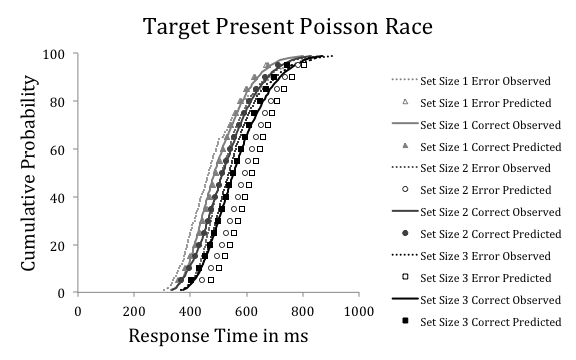 Target Present Poisson Race
Cumulative Probability
100
80
60
40
20
0
0 200 400 600 800 1000
Response Time in ms
Set Size 1 Error Observed
Set Size 1 Error Predicted
Set Size 1 Correct Observed
Set Size 1 Correct Predicted
Set Size 2 Error Observed
Set Size 2 Error Predicted
Set Size 2 Correct Observed
Set Size 2 Correct Predicted
Set Size 3 Error Observed
Set Size 3 Error Predicted
Set Size 3 Correct Observed
Set Size 3 Correct Predicted